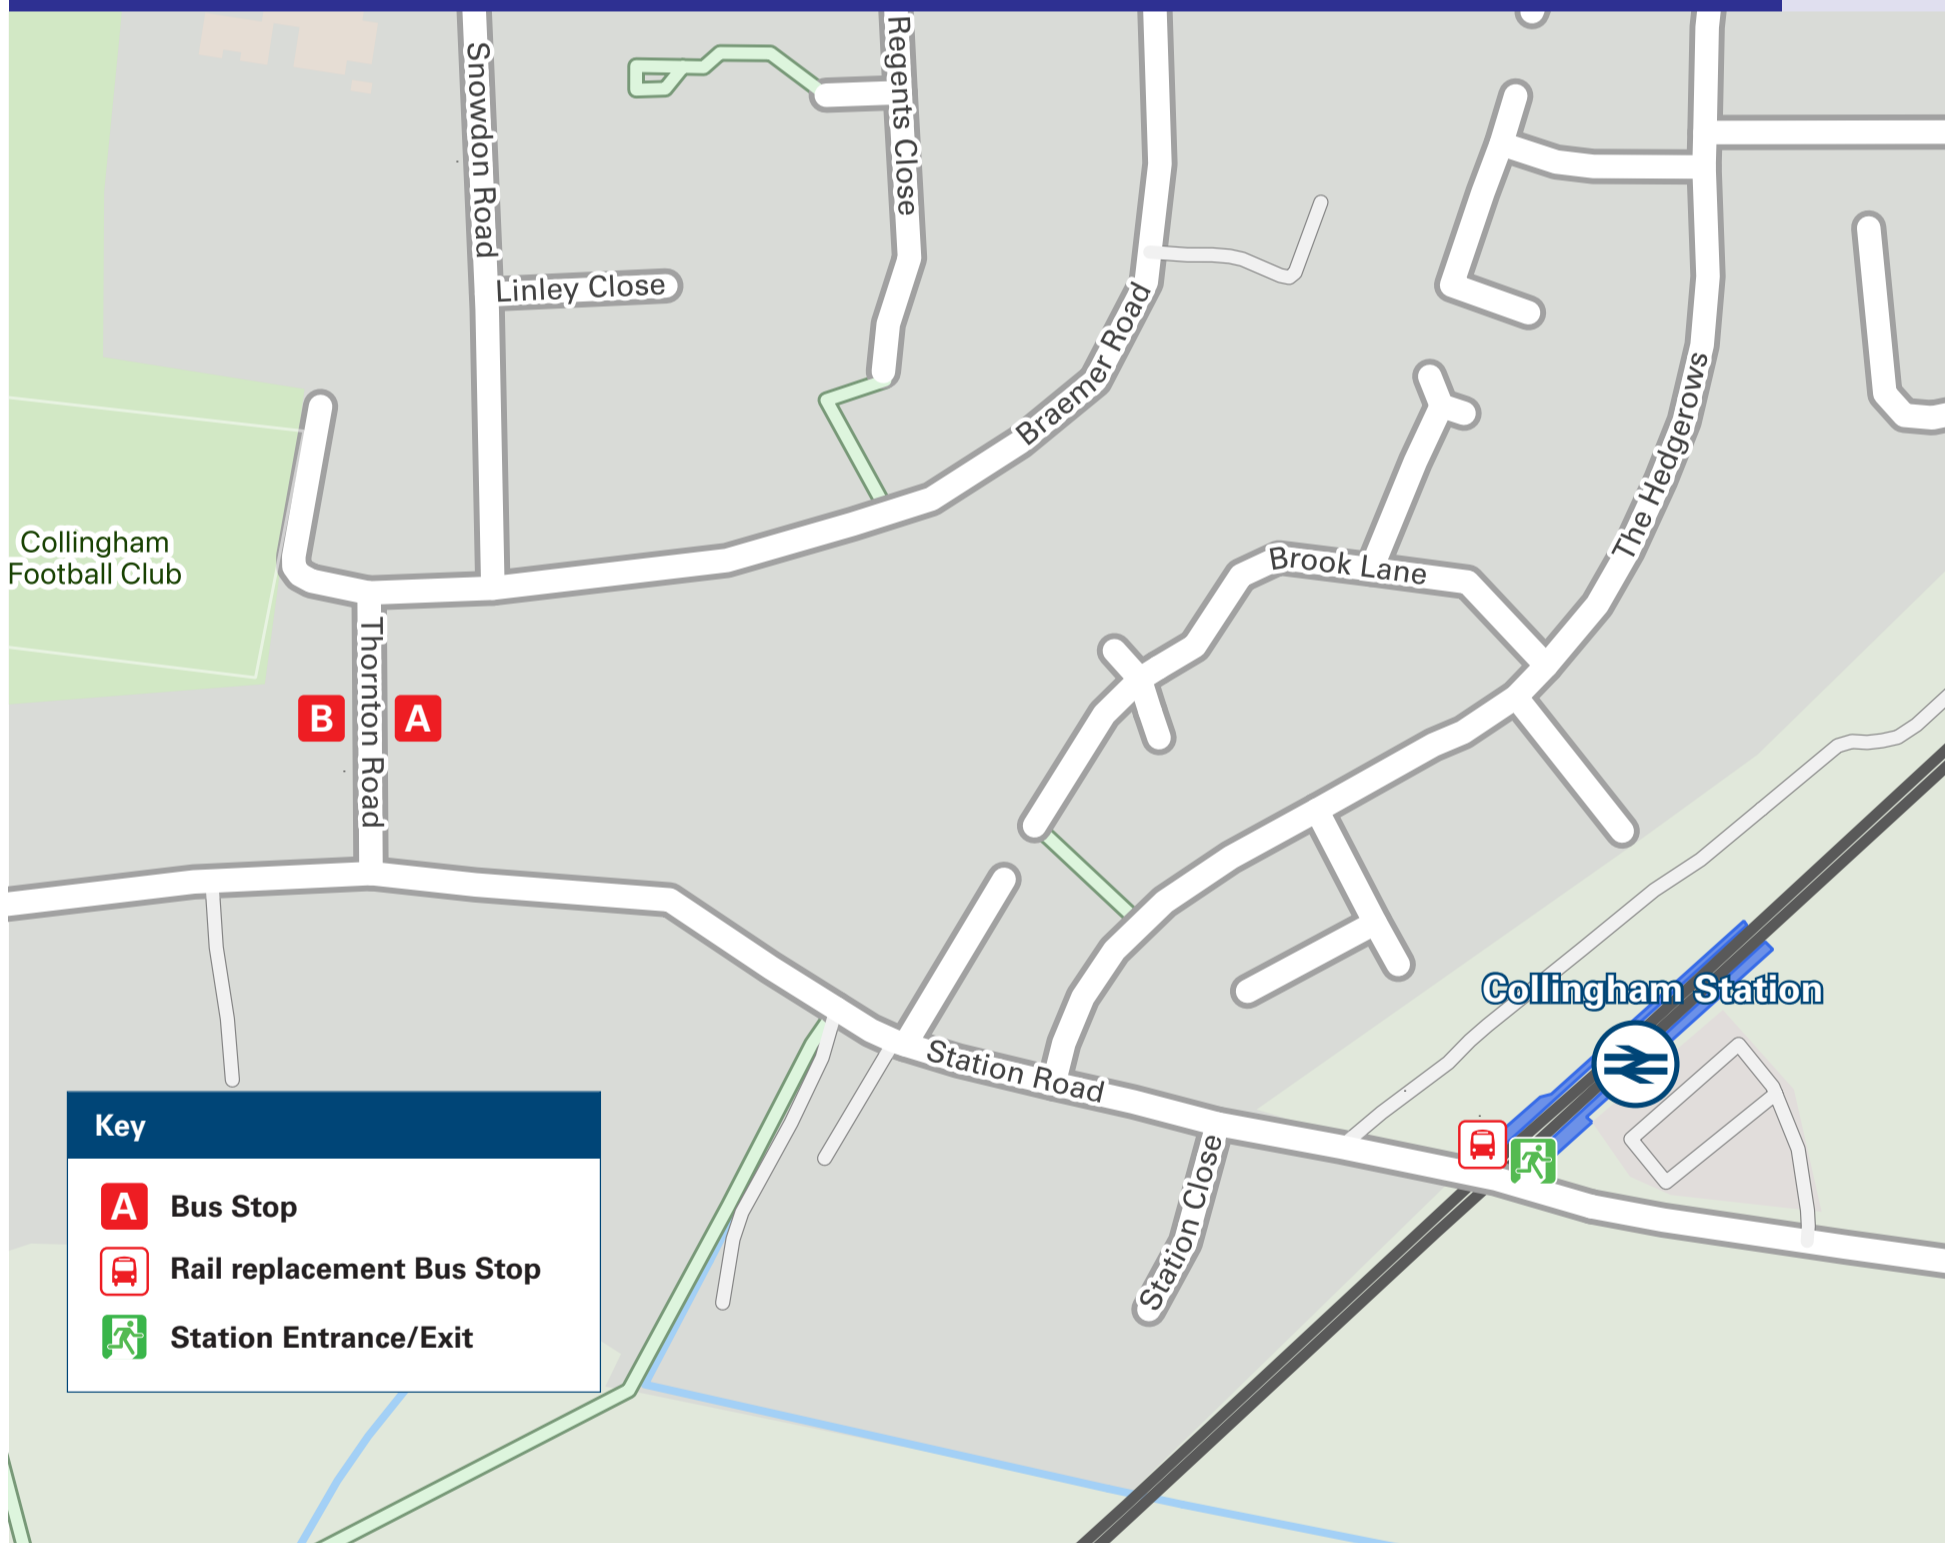 Snowdon Road
Regents Close
Linley Close
Braemer Road
The Hedgerows
Collingham
Football Club
Brook Lane
Thornton Road
B
A
Collingham Station
Station Road
Station Close
Key
A Bus Stop
Rail replacement Bus Stop
Station Entrance/Exit